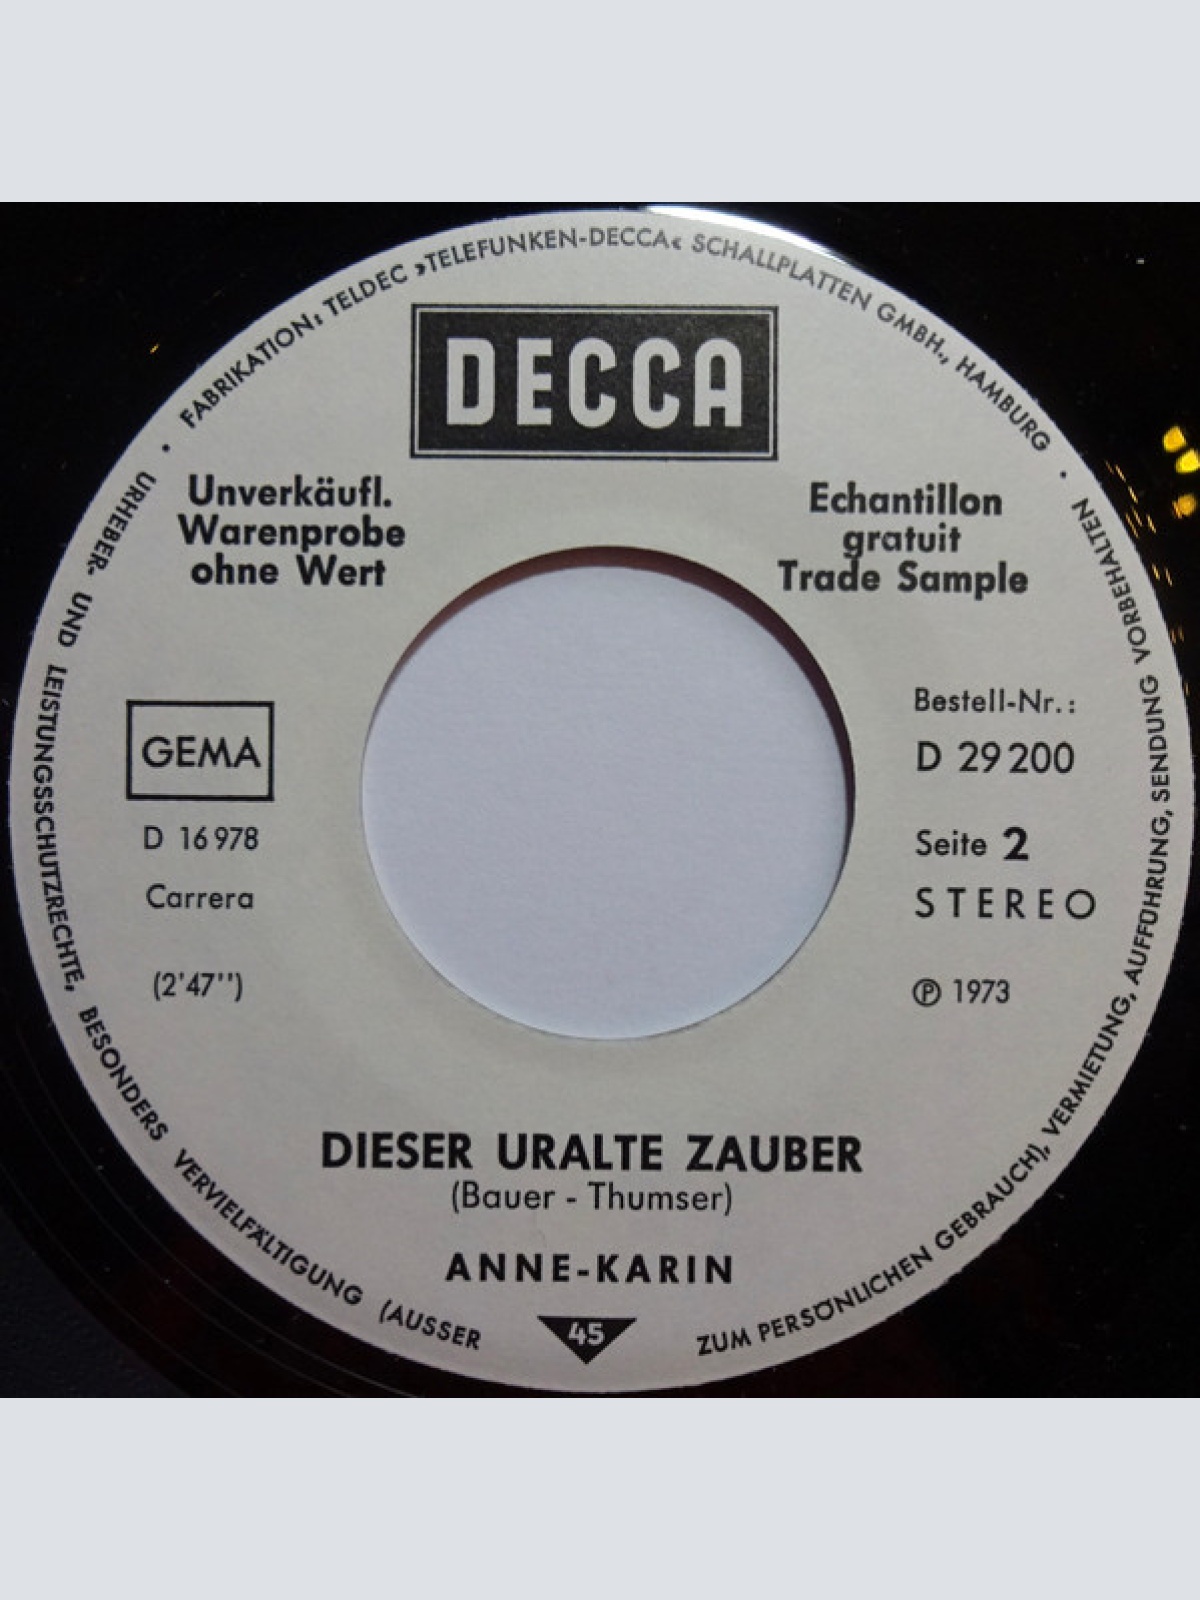 FABRIKATION: TELDEC »TELEFUNKEN-DECCA« SCHALLPLATTEN GMBH., HAMBURG ·
URHEBER- UND LEISTUNGSSCHUTZRECHTE, BESONDERS VERVIELFÄLTIGUNG (AUSSER ZUM PERSÖNLICHEN GEBRAUCH), VERMIETUNG, AUFFÜHRUNG, SENDUNG VORBEHALTEN ·
DECCA
Unverkäufl.
Warenprobe
ohne Wert
Echantillon
gratuit
Trade Sample
GEMA
D 16 978
Carrera
(2'47'')
Bestell-Nr.:
D 29 200
Seite 2
STEREO
℗ 1973
DIESER URALTE ZAUBER
(Bauer - Thumser)
ANNE-KARIN
45